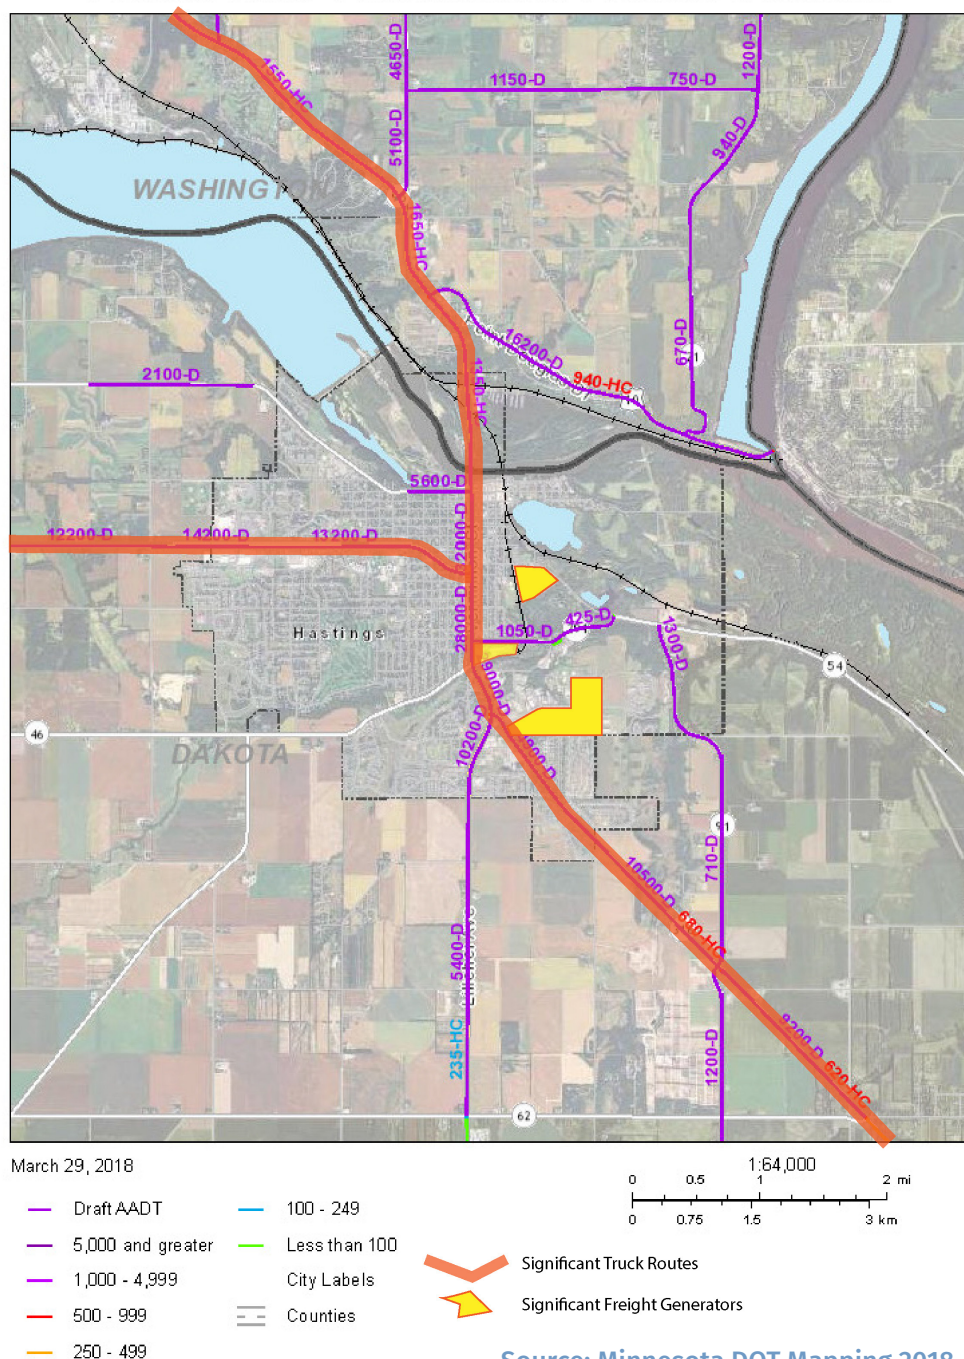 4650-D
1200-D
1150-D
750-D
1550-HC
5100-D
940-D
WASHINGTON
1650-HC
16200-D
670-D
940-HC
2100-D
5600-D
12200-D
14200-D
13200-D
28000-D
1050-D
425-D
1300-D
Hastings
54
9000-D
46
DAKOTA
10200-D
91
710-D
10500-D
680-HC
5400-D
235-HC
1200-D
8200-D
620-HC
62
March 29, 2018
1:64,000
0 0.5 1 2 mi
0 0.75 1.5 3 km
Draft AADT
5,000 and greater
1,000 - 4,999
500 - 999
250 - 499
100 - 249
Less than 100
City Labels
Counties
Significant Truck Routes
Significant Freight Generators
Source: Minnesota DOT Mapping 2018